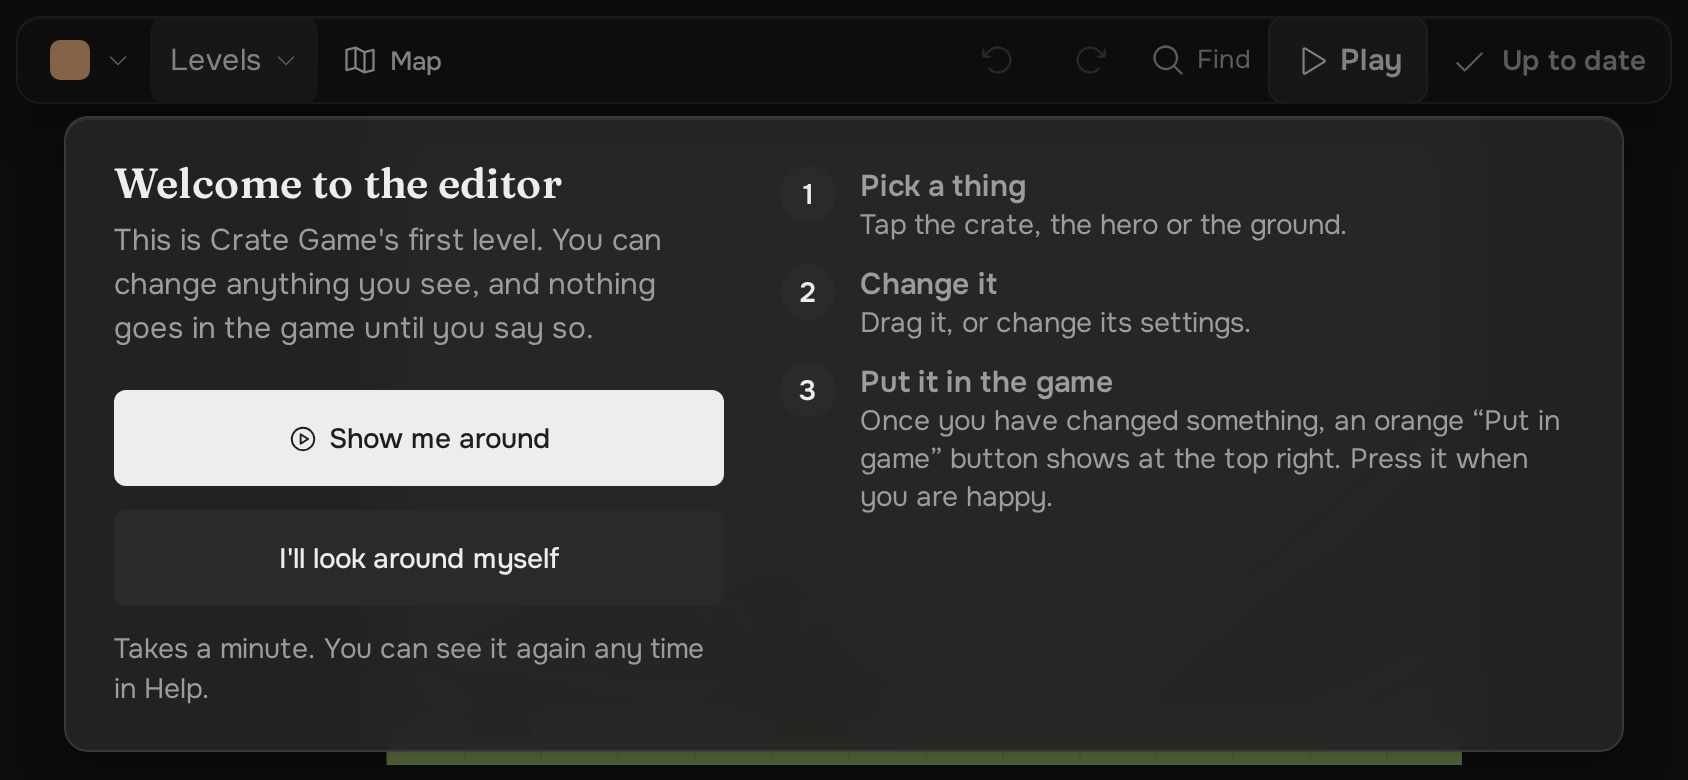 Levels
Map
Find
Play
Up to date
Welcome to the editor
This is Crate Game's first level. You can
change anything you see, and nothing
goes in the game until you say so.
Show me around
I'll look around myself
Takes a minute. You can see it again any time
in Help.
1
Pick a thing
Tap the crate, the hero or the ground.
2
Change it
Drag it, or change its settings.
3
Put it in the game
Once you have changed something, an orange “Put in
game” button shows at the top right. Press it when
you are happy.